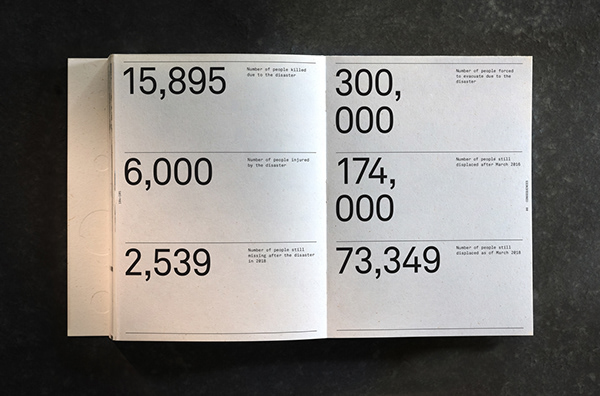 15,895
Number of people killed
due to the disaster
6,000
Number of people injured
by the disaster
2,539
Number of people still
missing after the disaster
in 2018
300,
000
Number of people forced
to evacuate due to the
disaster
174,
000
Number of people still
displaced after March 2016
73,349
Number of people still
displaced as of March 2018